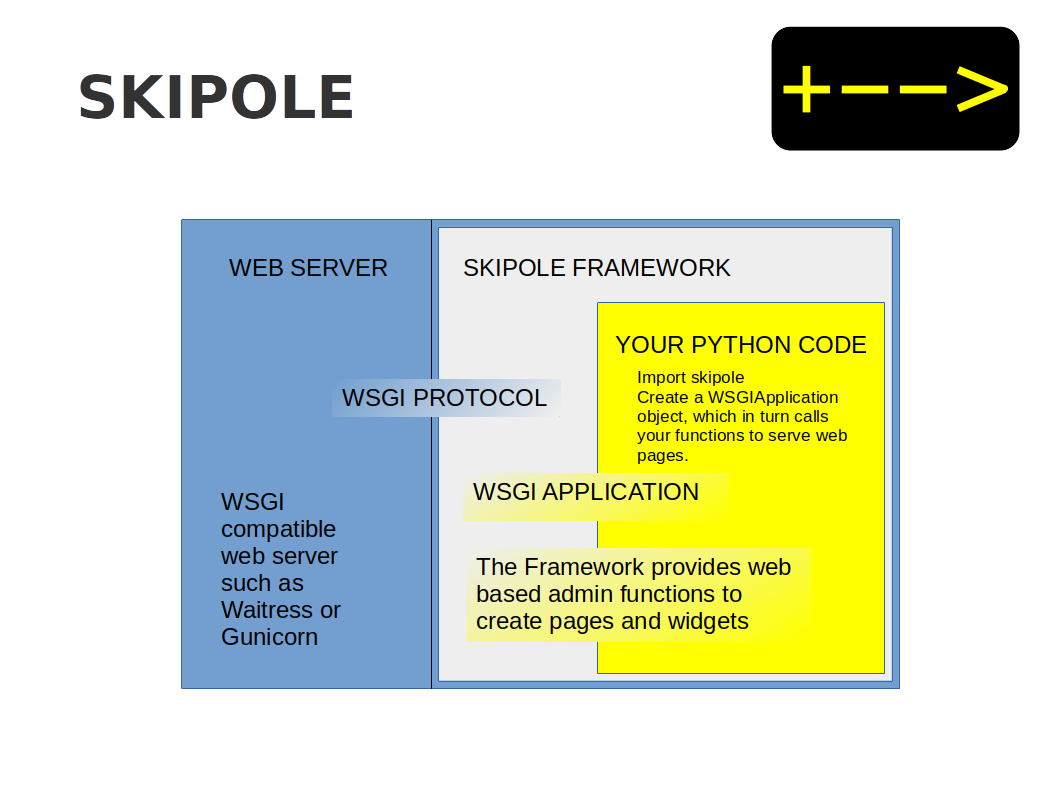 SKIPOLE
+-->
WEB SERVER
SKIPOLE FRAMEWORK
YOUR PYTHON CODE
Import skipole
Create a WSGIApplication
object, which in turn calls
your functions to serve web
pages.
WSGI PROTOCOL
WSGI APPLICATION
WSGI
compatible
web server
such as
Waitress or
Gunicorn
The Framework provides web
based admin functions to
create pages and widgets